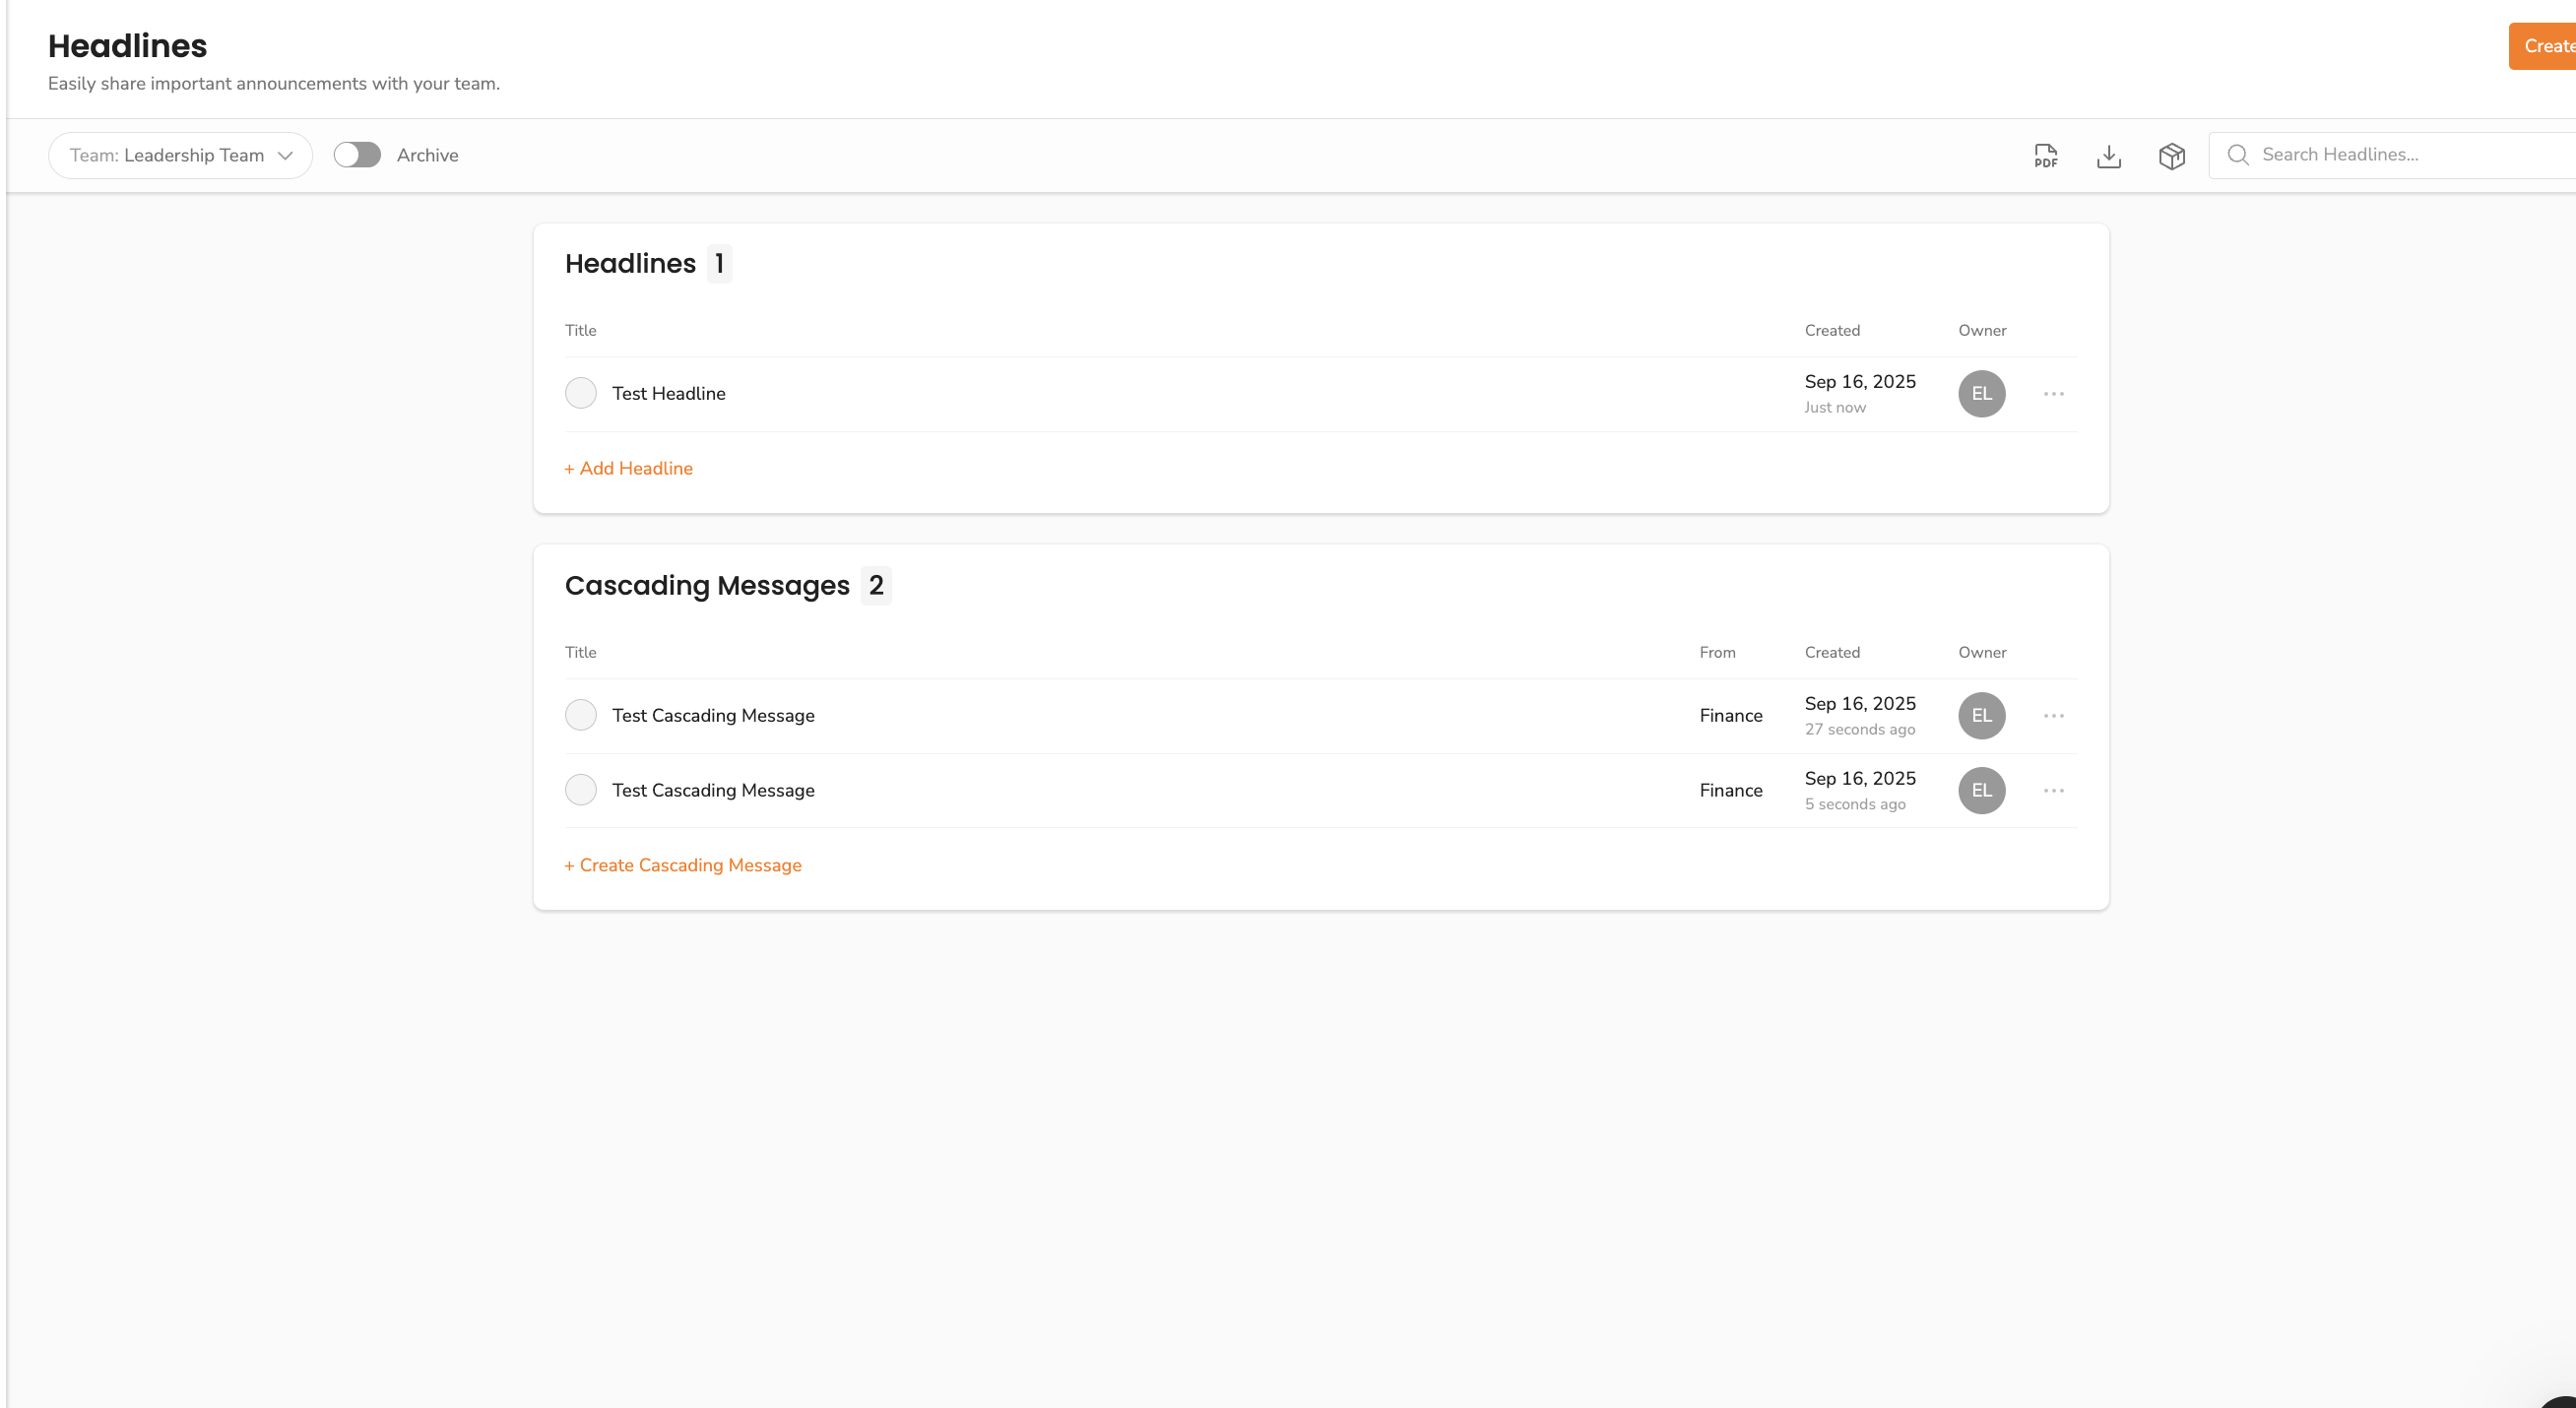 Headlines
Create
Easily share important announcements with your team.
Team: Leadership Team
Archive
PDF
Search Headlines...
Headlines 1
Title Created Owner
Test Headline Sep 16, 2025 EL
Just now
+ Add Headline
Cascading Messages 2
Title From Created Owner
Test Cascading Message Finance Sep 16, 2025 EL
27 seconds ago
Test Cascading Message Finance Sep 16, 2025 EL
5 seconds ago
+ Create Cascading Message